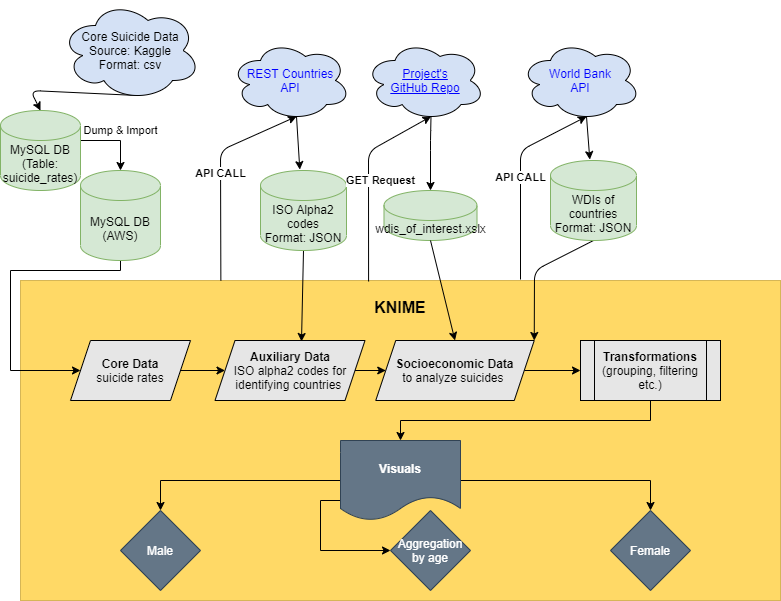 Core Suicide Data
Source: Kaggle
Format: csv
REST Countries
API
Project's
GitHub Repo
World Bank
API
MySQL DB
(Table:
suicide_rates)
Dump & Import
MySQL DB
(AWS)
API CALL
ISO Alpha2
codes
Format: JSON
GET Request
wdis_of_interest.xslx
API CALL
WDIs of
countries
Format: JSON
KNIME
Core Data
suicide rates
Auxiliary Data
ISO alpha2 codes for
identifying countries
Socioeconomic Data
to analyze suicides
Transformations
(grouping, filtering
etc.)
Visuals
Male
Aggregation
by age
Female